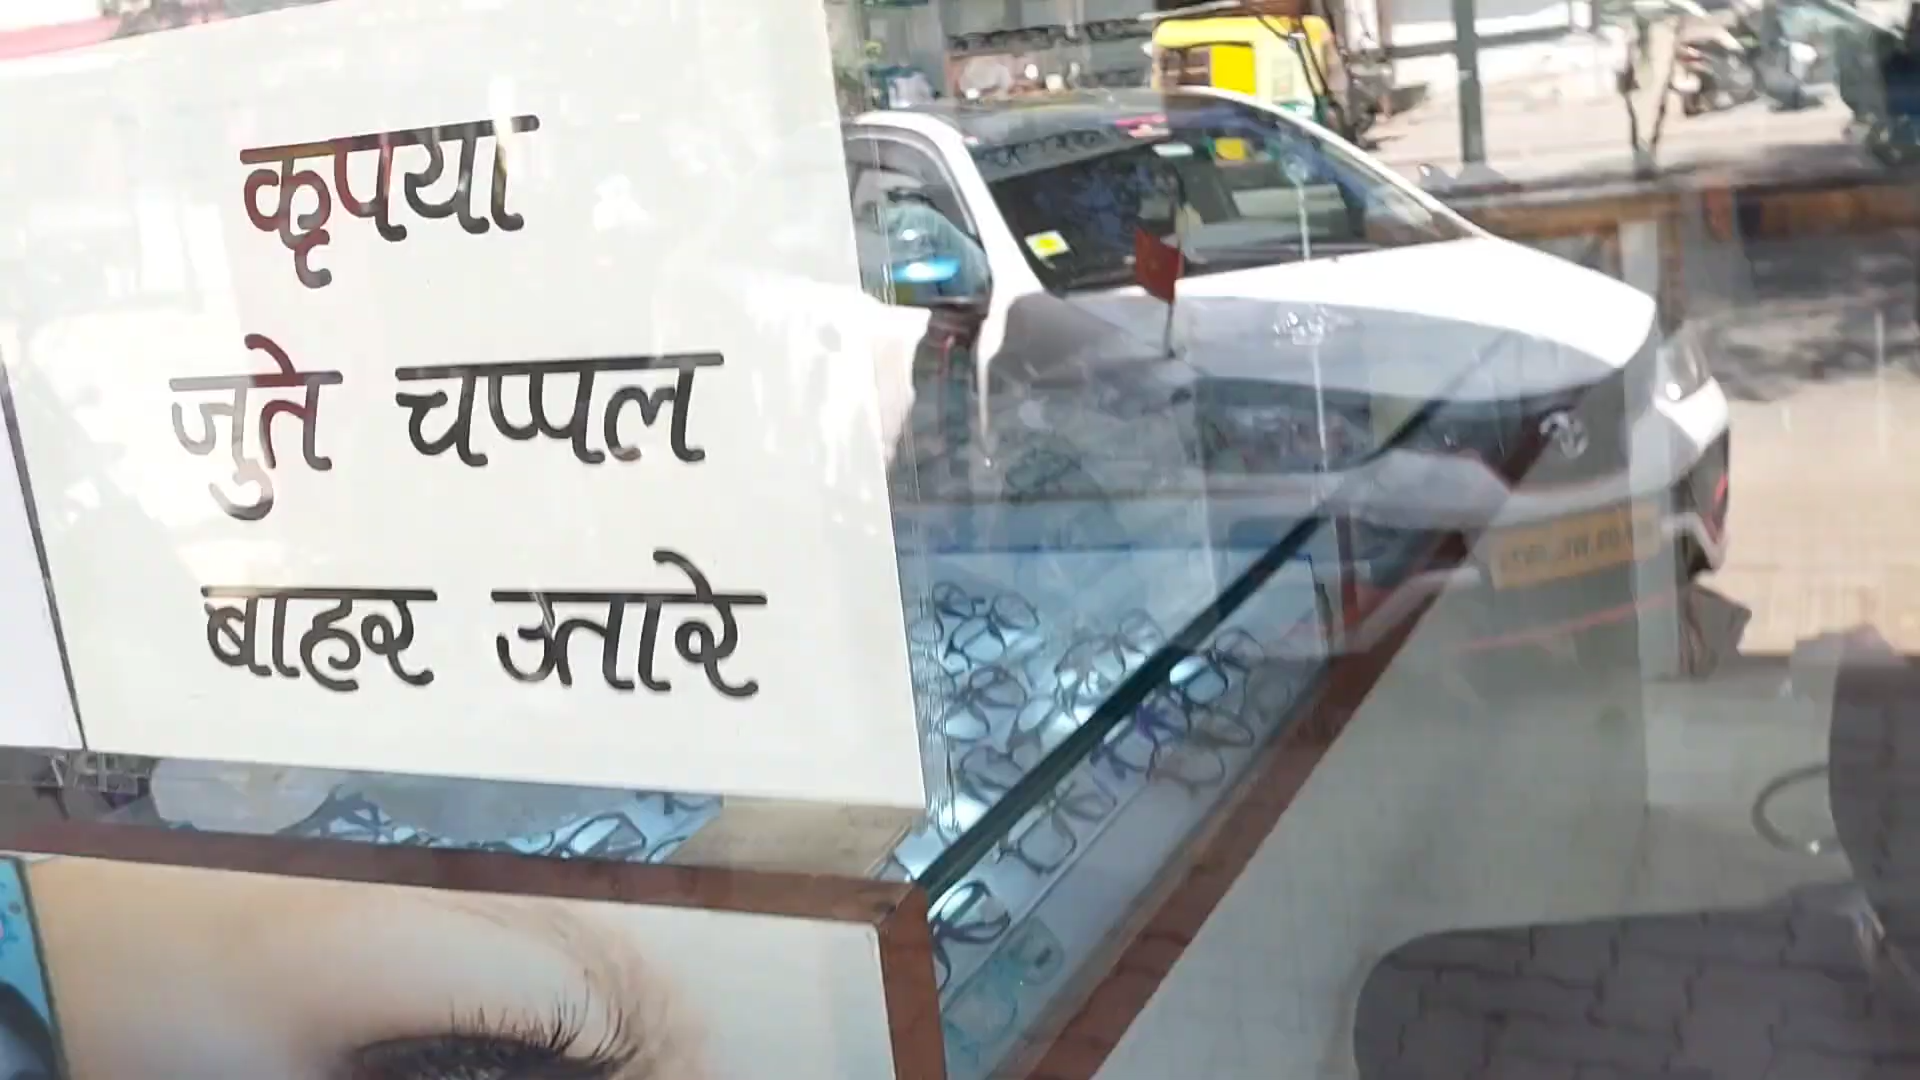 कृपया
जुते चप्पल
बाहर उतारे